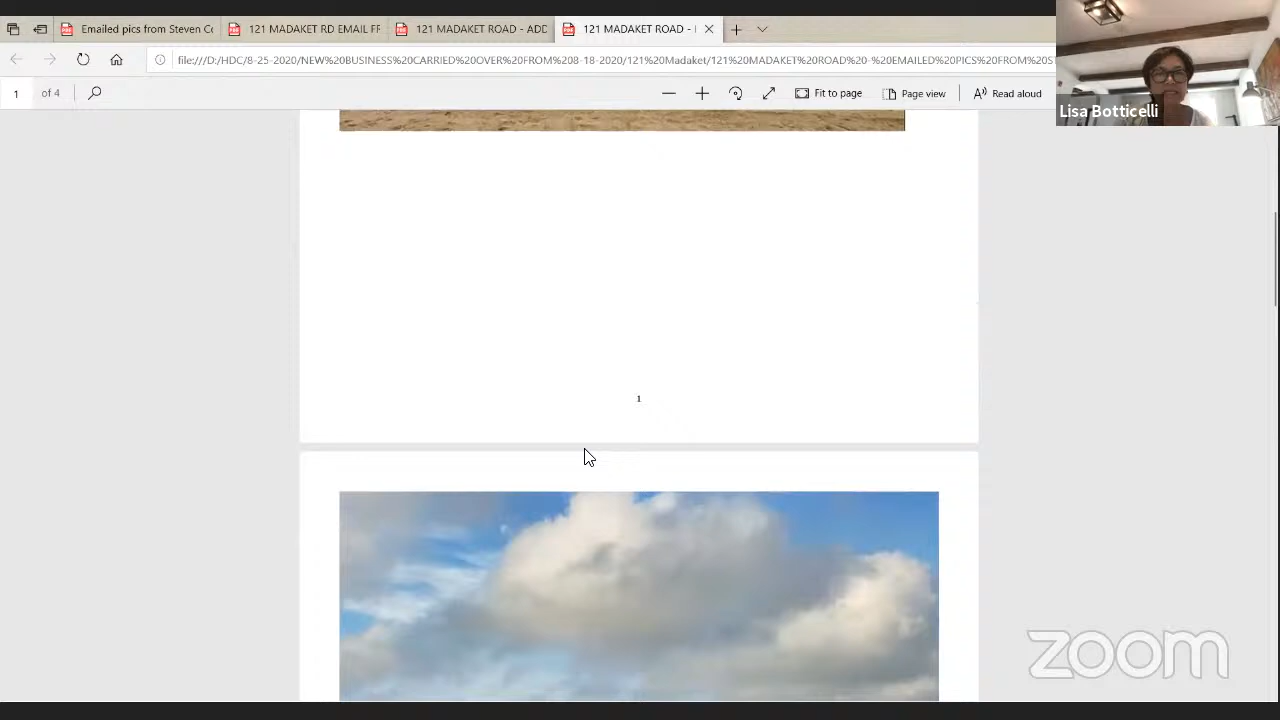 Emailed pics from Steven Cc
121 MADAKET RD EMAIL FF
121 MADAKET ROAD - ADD
121 MADAKET ROAD - I
file:///D:/HDC/8-25-2020/NEW%20BUSINESS%20CARRIED%20OVER%20FROM%208-18-2020/121%20Madaket/121%20MADAKET%20ROAD%20-%20EMAILED%20PICS%20FROM%20S
1 of 4
Fit to page
Page view
Read aloud
Lisa Botticelli
1
zoom